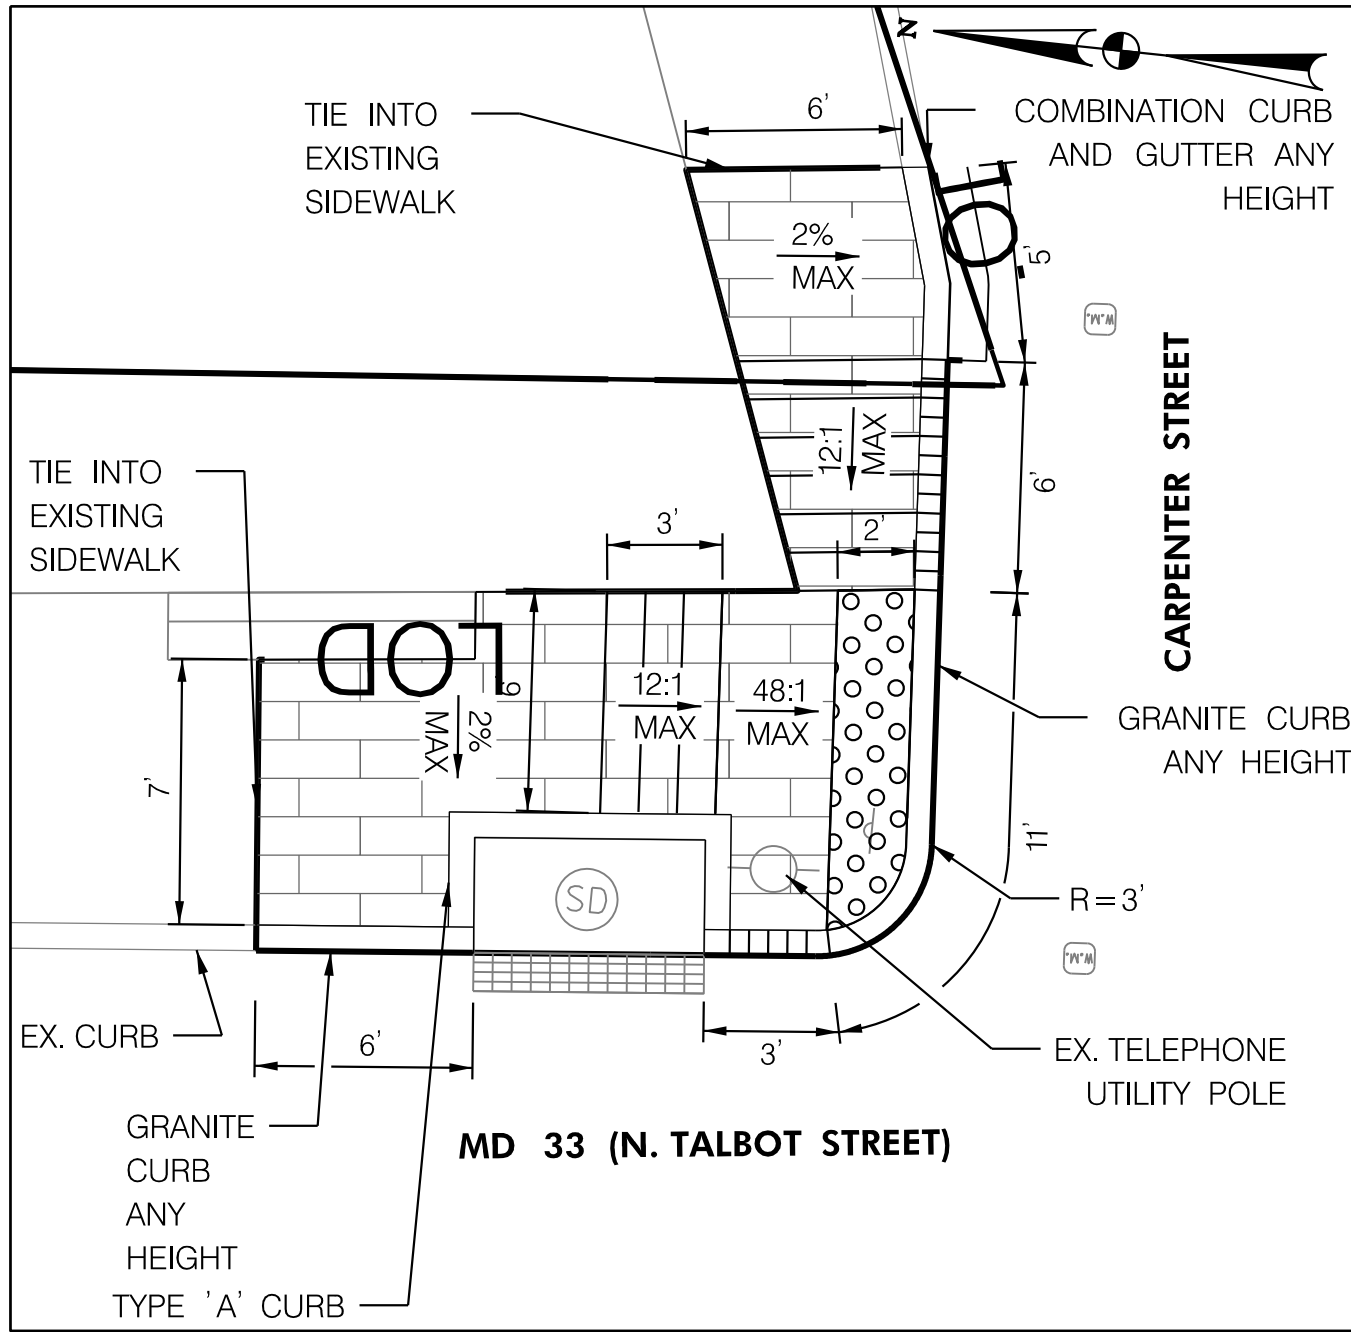 N
TIE INTO
EXISTING
SIDEWALK
6'
COMBINATION CURB
AND GUTTER ANY
HEIGHT
2%
MAX
5'
W.M.
CARPENTER STREET
12:1
MAX
6'
TIE INTO
EXISTING
SIDEWALK
3'
2'
LOD
6'
12:1
MAX
48:1
MAX
2%
MAX
7'
GRANITE CURB
ANY HEIGHT
11'
SD
R=3'
W.M.
EX. CURB
6'
3'
EX. TELEPHONE
UTILITY POLE
GRANITE
CURB
ANY
HEIGHT
MD 33 (N. TALBOT STREET)
TYPE 'A' CURB